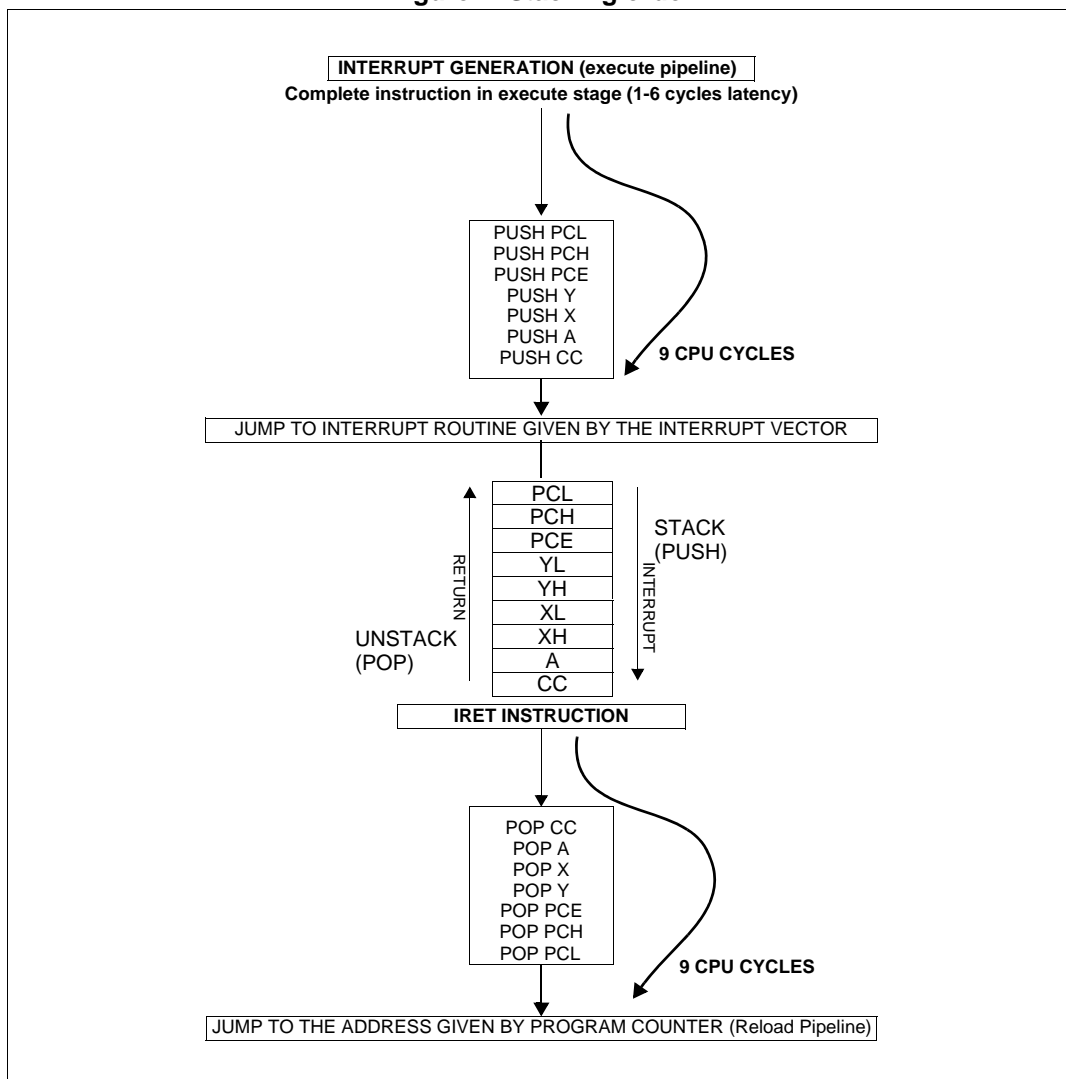 INTERRUPT GENERATION (execute pipeline)
Complete instruction in execute stage (1-6 cycles latency)
PUSH PCL
PUSH PCH
PUSH PCE
PUSH Y
PUSH X
PUSH A
PUSH CC
9 CPU CYCLES
JUMP TO INTERRUPT ROUTINE GIVEN BY THE INTERRUPT VECTOR
PCL
PCH
PCE
YL
YH
XL
XH
A
CC
RETURN
UNSTACK
(POP)
STACK
(PUSH)
INTERRUPT
IRET INSTRUCTION
POP CC
POP A
POP X
POP Y
POP PCE
POP PCH
POP PCL
9 CPU CYCLES
JUMP TO THE ADDRESS GIVEN BY PROGRAM COUNTER (Reload Pipeline)